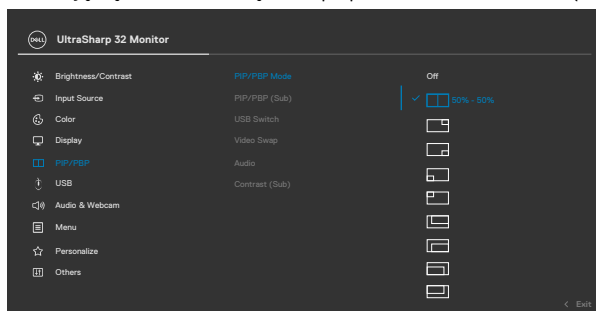 DELL
UltraSharp 32 Monitor
Brightness/Contrast
Input Source
Color
Display
PIP/PBP
USB
Audio & Webcam
Menu
Personalize
Others
PIP/PBP Mode
PIP/PBP (Sub)
USB Switch
Video Swap
Audio
Contrast (Sub)
Off
50% - 50%
< Exit